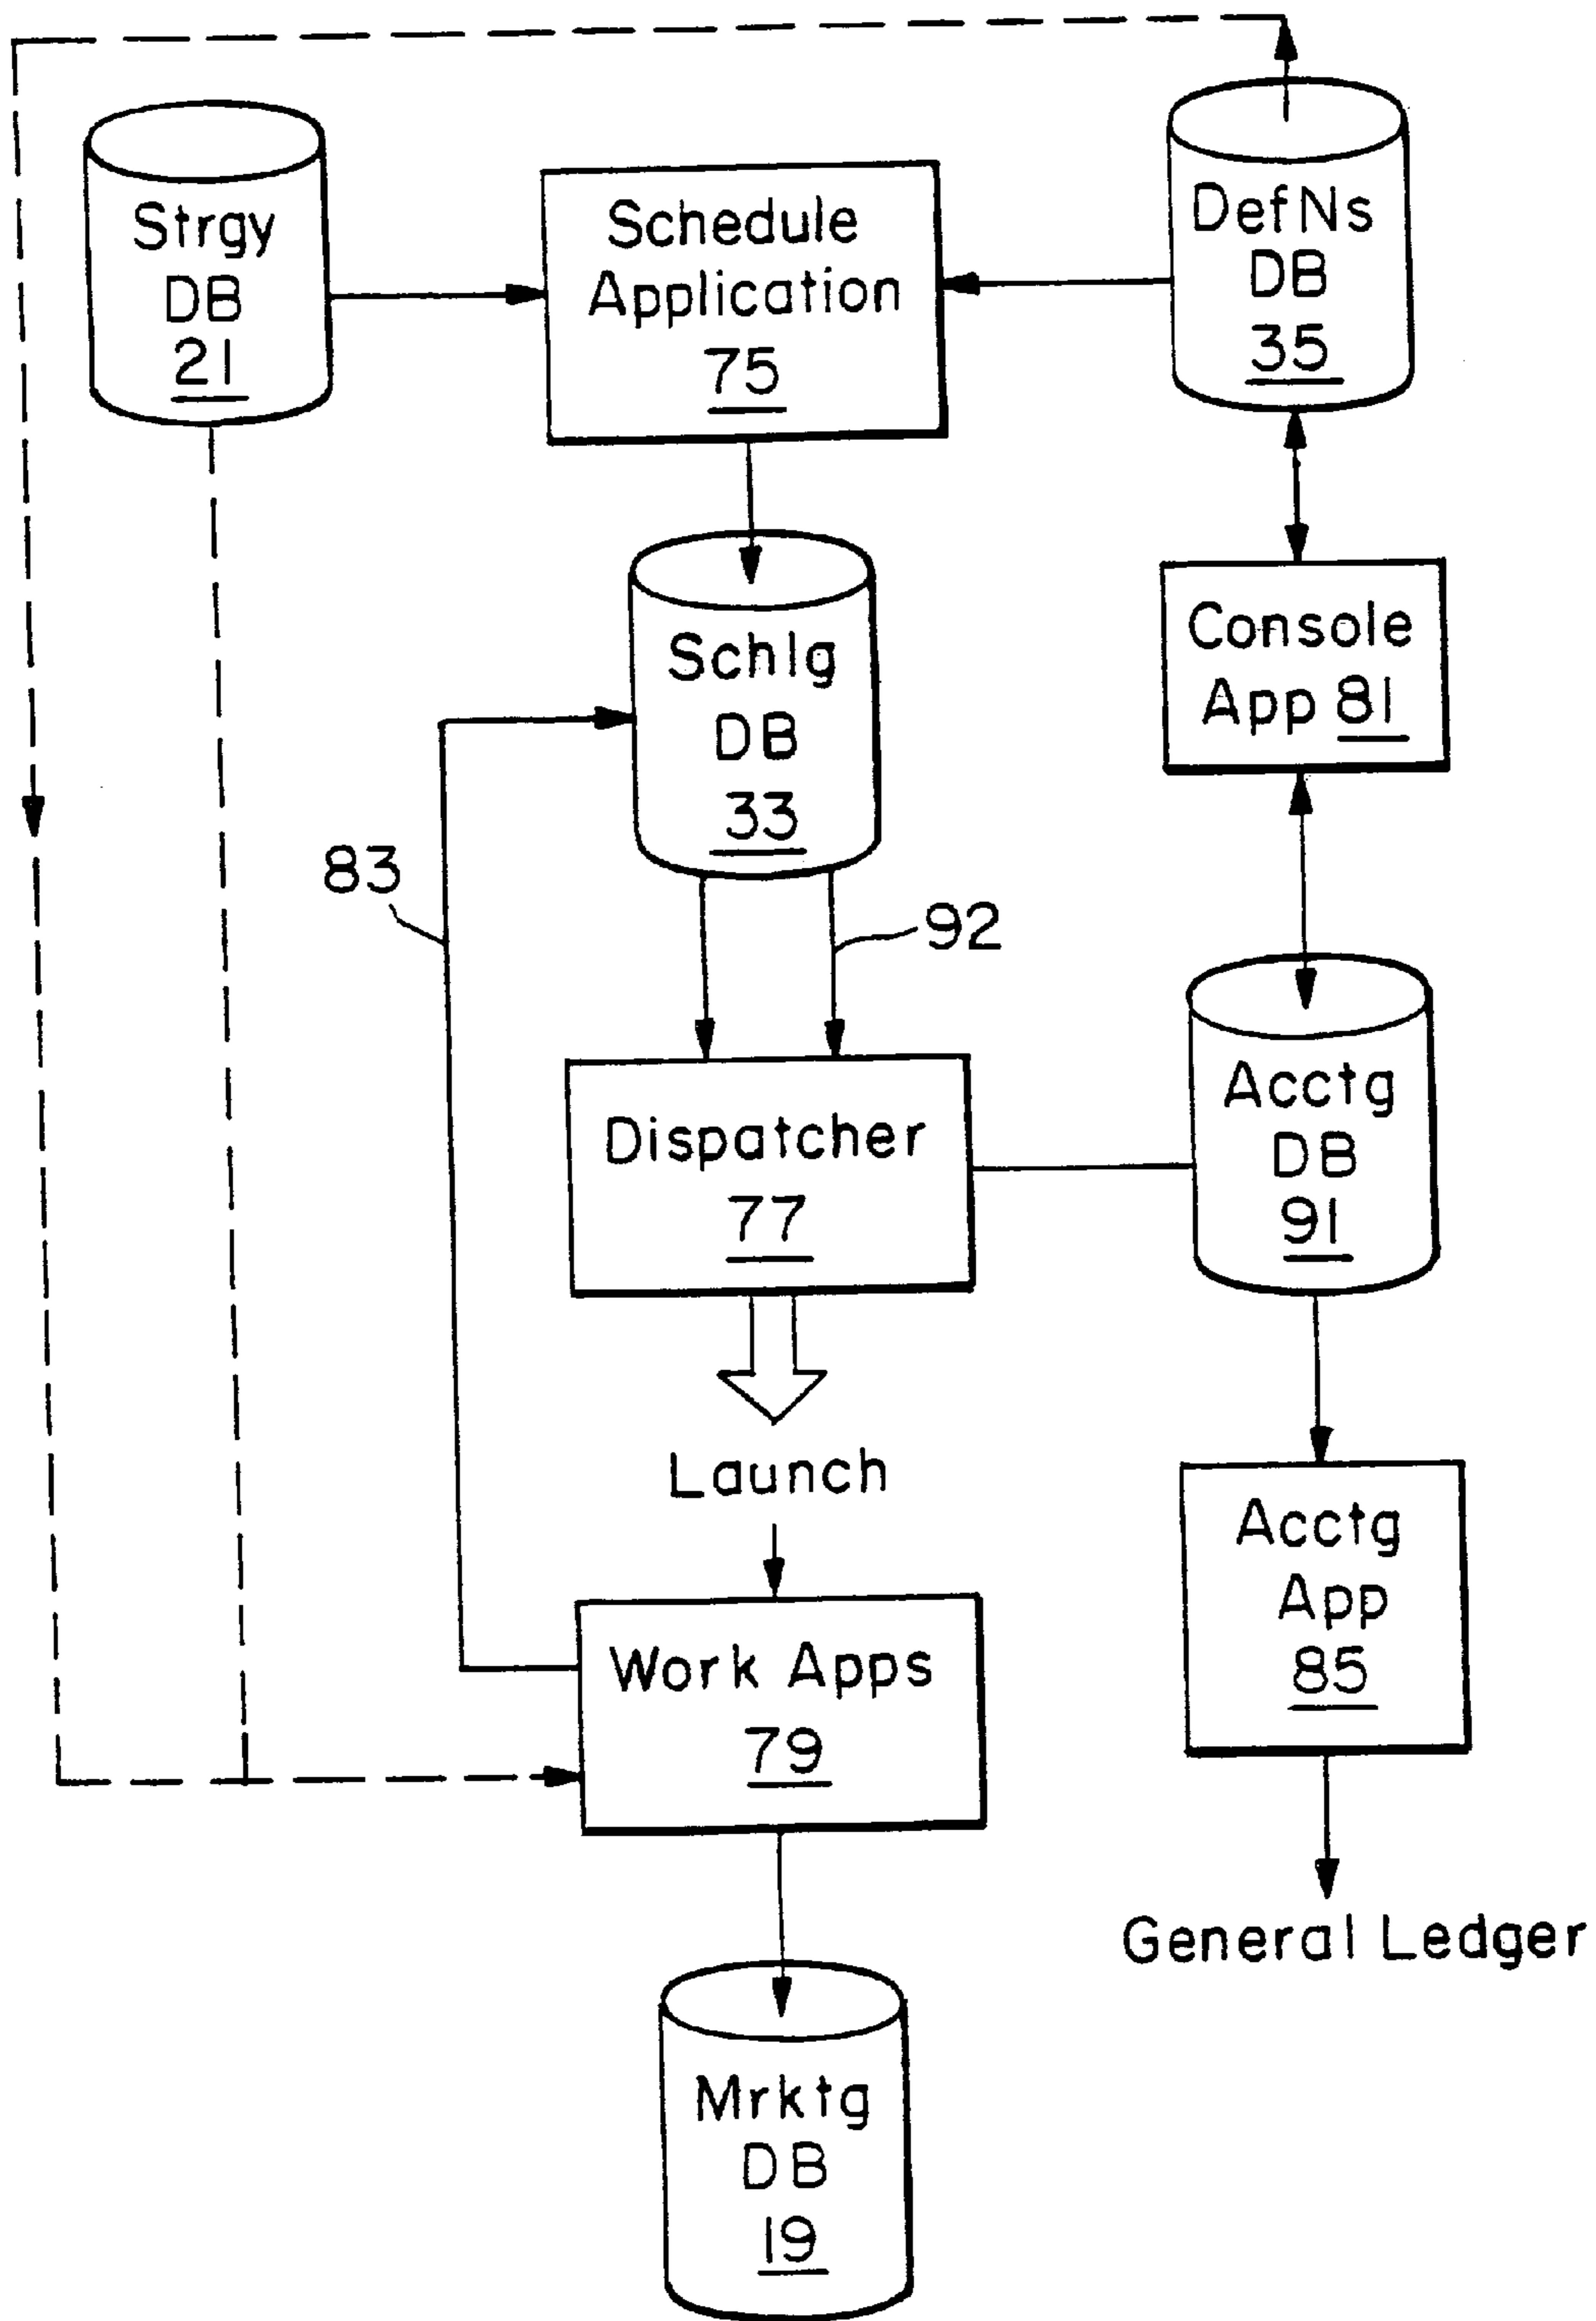 Strgy
DB
21
Schedule
Application
75
DefNs
DB
35
Schlg
DB
33
Console
App 81
83
92
Dispatcher
77
Acctg
DB
91
Launch
Work Apps
79
Acctg
App
85
General Ledger
Mrktg
DB
19